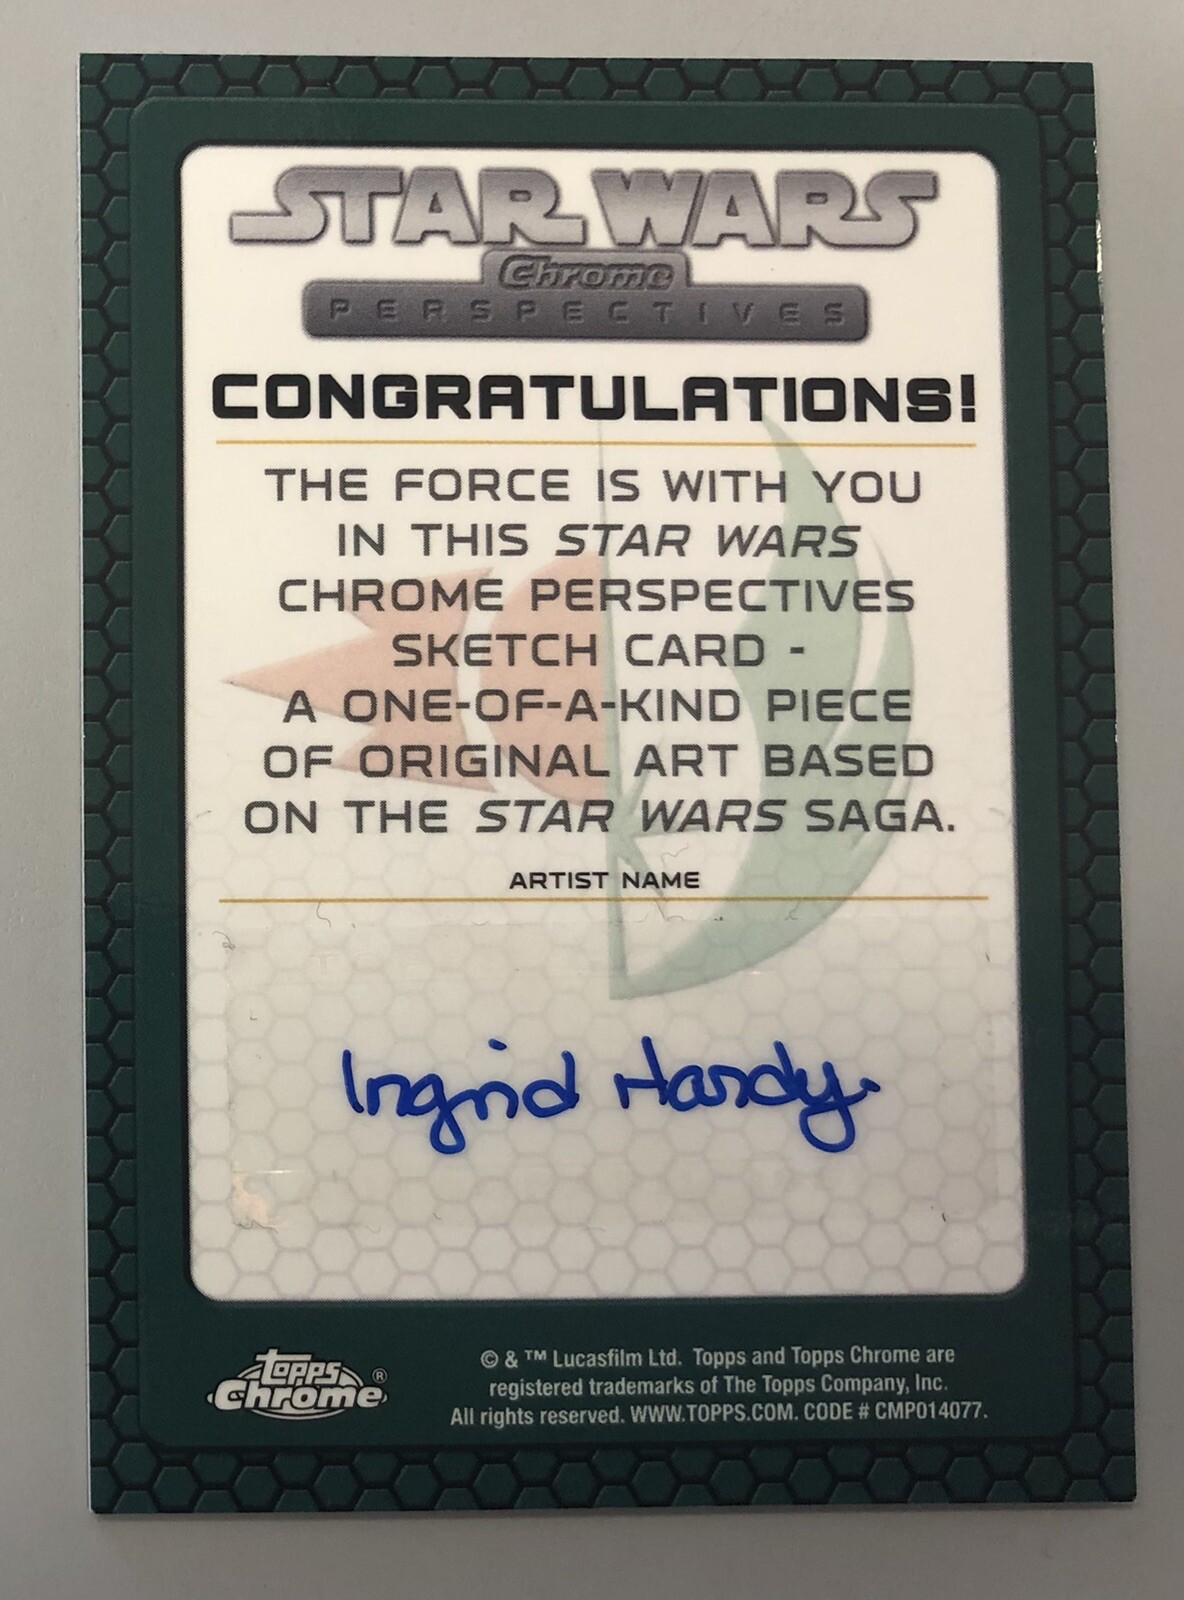 STAR WARS
Chrome
PERSPECTIVES
CONGRATULATIONS!
THE FORCE IS WITH YOU
IN THIS STAR WARS
CHROME PERSPECTIVES
SKETCH CARD -
A ONE-OF-A-KIND PIECE
OF ORIGINAL ART BASED
ON THE STAR WARS SAGA.
ARTIST NAME
Ingrid Hardy.
topps Chrome®
© & ™ Lucasfilm Ltd. Topps and Topps Chrome are
registered trademarks of The Topps Company, Inc.
All rights reserved. WWW.TOPPS.COM. CODE # CMP014077.